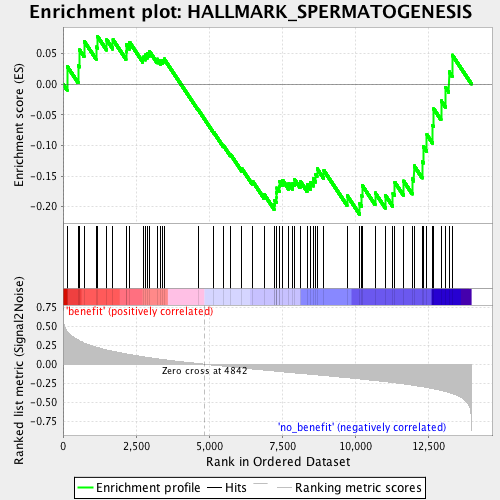 Enrichment plot: HALLMARK_SPERMATOGENESIS
Enrichment score (ES)
0.05
0.00
-0.05
-0.10
-0.15
-0.20
Ranked list metric (Signal2Noise)
0.75
0.50
0.25
0.00
-0.25
-0.50
-0.75
'benefit' (positively correlated)
Zero cross at 4842
'no_benefit' (negatively correlated)
0
2,500
5,000
7,500
10,000
12,500
Rank in Ordered Dataset
Enrichment profile
Hits
Ranking metric scores